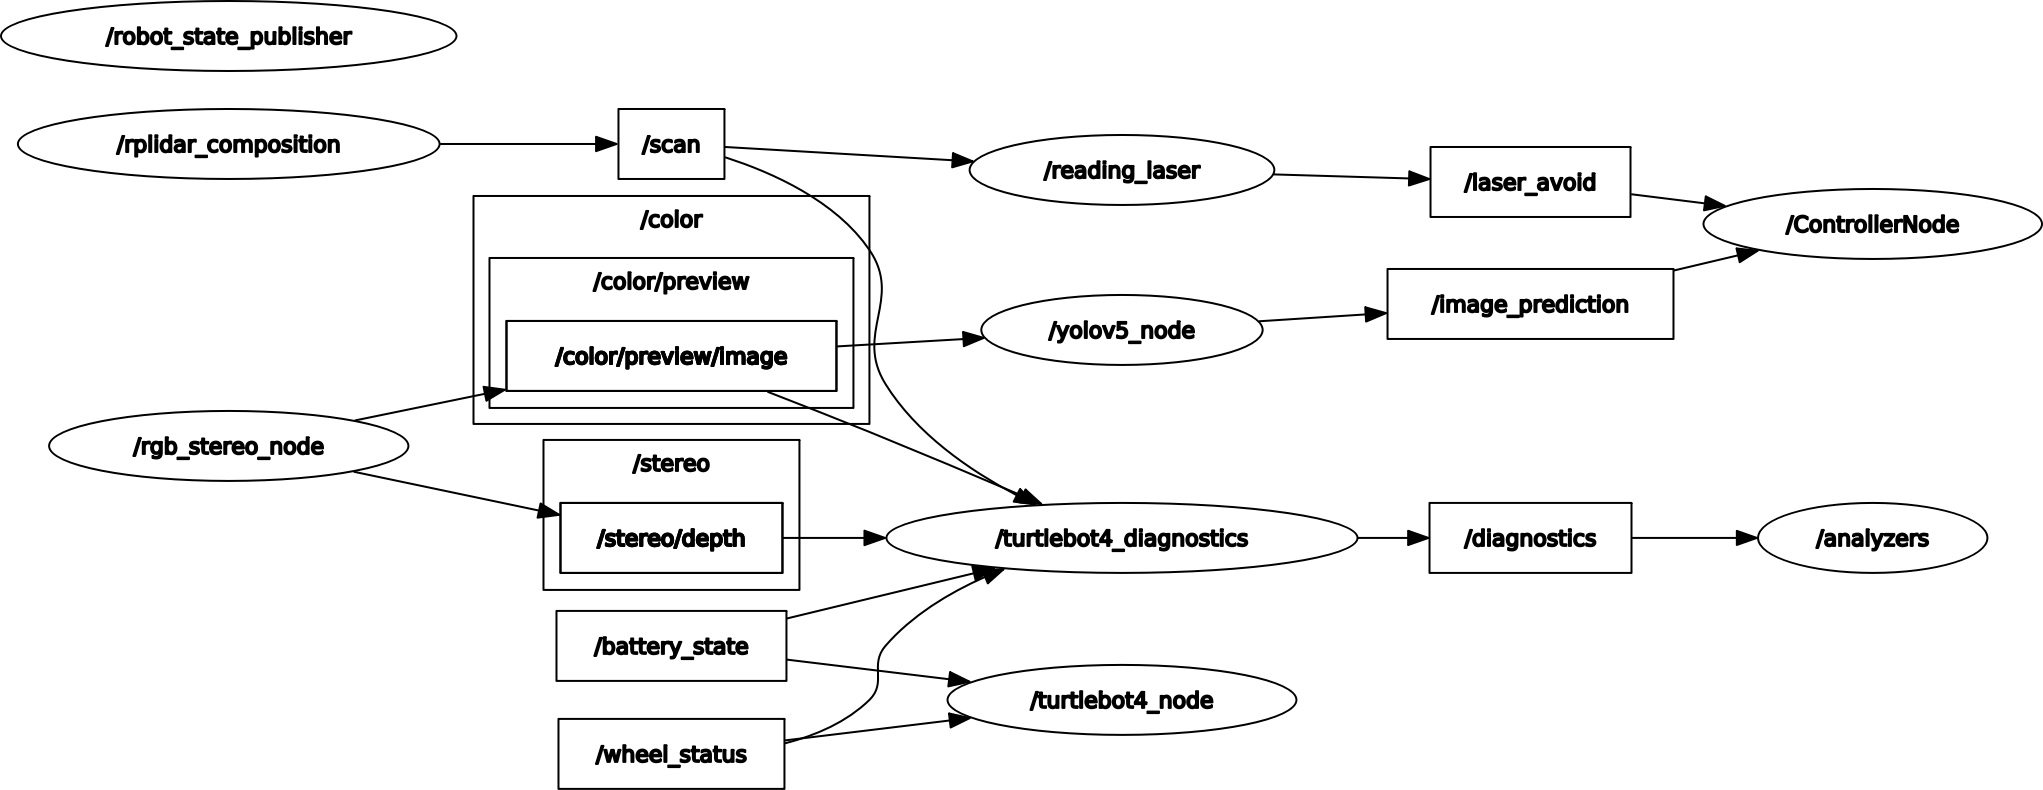 /robot_state_publisher
/rplidar_composition
/scan
/reading_laser
/laser_avoid
/ControllerNode
/color
/color/preview
/color/preview/image
/yolov5_node
/image_prediction
/rgb_stereo_node
/stereo
/stereo/depth
/turtlebot4_diagnostics
/diagnostics
/analyzers
/battery_state
/turtlebot4_node
/wheel_status